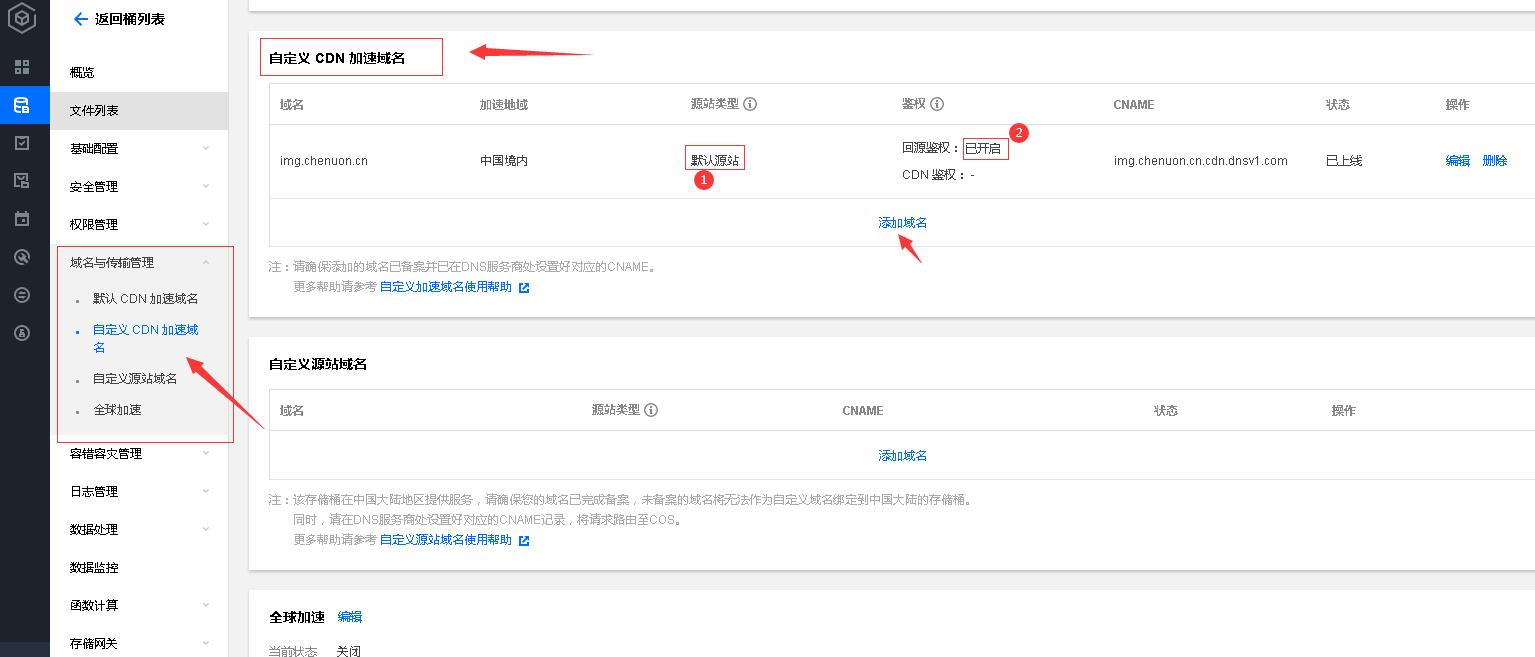 返回桶列表
概览
文件列表
基础配置
安全管理
权限管理
域名与传输管理
默认 CDN 加速域名
自定义 CDN 加速域
名
自定义源站域名
全球加速
容错容灾管理
日志管理
数据处理
数据监控
函数计算
存储网关
自定义 CDN 加速域名
域名 加速地域 源站类型 鉴权 CNAME 状态 操作
2
回源鉴权：已开启
img.chenuon.cn 中国境内 默认源站 img.chenuon.cn.cdn.dnsv1.com 已上线 编辑 删除
CDN 鉴权：-
1
添加域名
注：请确保添加的域名已备案并已在DNS服务商处设置好对应的CNAME。
更多帮助请参考 自定义加速域名使用帮助
自定义源站域名
域名 源站类型 CNAME 状态 操作
添加域名
注：该存储桶在中国大陆地区提供服务，请确保您的域名已完成备案，未备案的域名将无法作为自定义域名绑定到中国大陆的存储桶。
同时，请在DNS服务商处设置好对应的CNAME记录，将请求路由至COS。
更多帮助请参考 自定义源站域名使用帮助
全球加速 编辑
当前状态 关闭